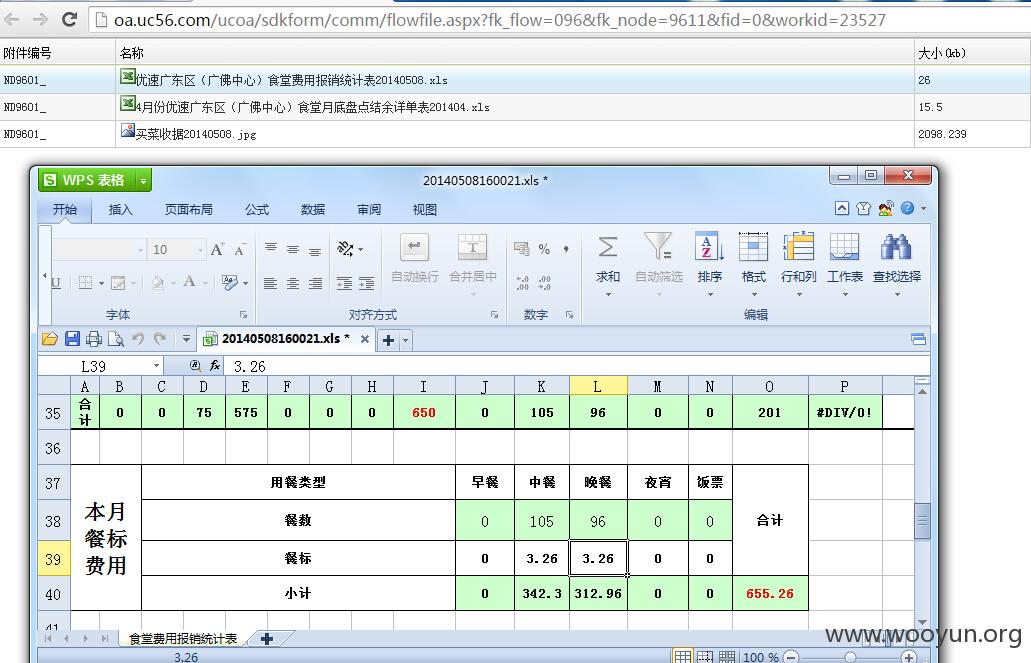 oa.uc56.com/ucoa/sdkform/comm/flowfile.aspx?fk_flow=096&fk_node=9611&fid=0&workid=23527
附件编号 名称 大小(kb)
ND9601_ 优速广东区（广佛中心）食堂费用报销统计表20140508.xls 26
ND9601_ 4月份优速广东区（广佛中心）食堂月底盘点结余详单表201404.xls 15.5
ND9601_ 买菜收据20140508.jpg 2098.239
WPS 表格 20140508160021.xls *
开始 插入 页面布局 公式 数据 审阅 视图
10 A A
U A 自动换行 合并居中 % 求和 自动筛选 排序 格式 行和列 工作表 查找选择
字体 对齐方式 数字 编辑
20140508160021.xls *
L39 fx 3.26
A B C D E F G H I J K L M N O P
35 合计 0 0 75 575 0 0 0 650 0 105 96 0 0 201 #DIV/0!
36
37 用餐类型 早餐 中餐 晚餐 夜宵 饭票
38 本月餐标费用 餐数 0 105 96 0 0 合计
39 餐标 0 3.26 3.26 0 0
40 小计 0 342.3 312.96 0 0 655.26
41
食堂费用报销统计表
www.wooyun.org
3.26 100 %